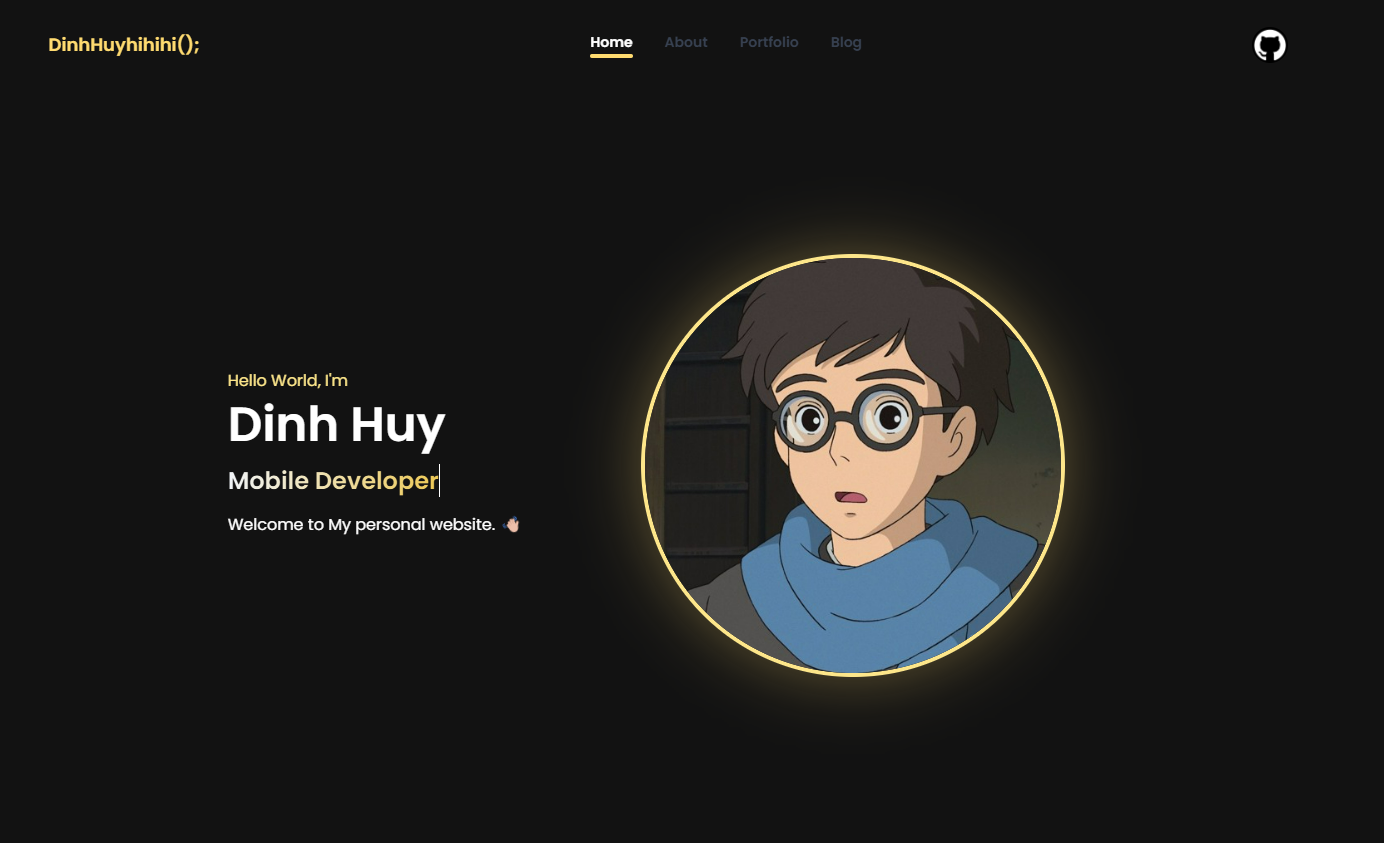 DinhHuyhihihi();
Home About Portfolio Blog
Hello World, I'm
Dinh Huy
Mobile Developer
Welcome to My personal website. 👋🏻